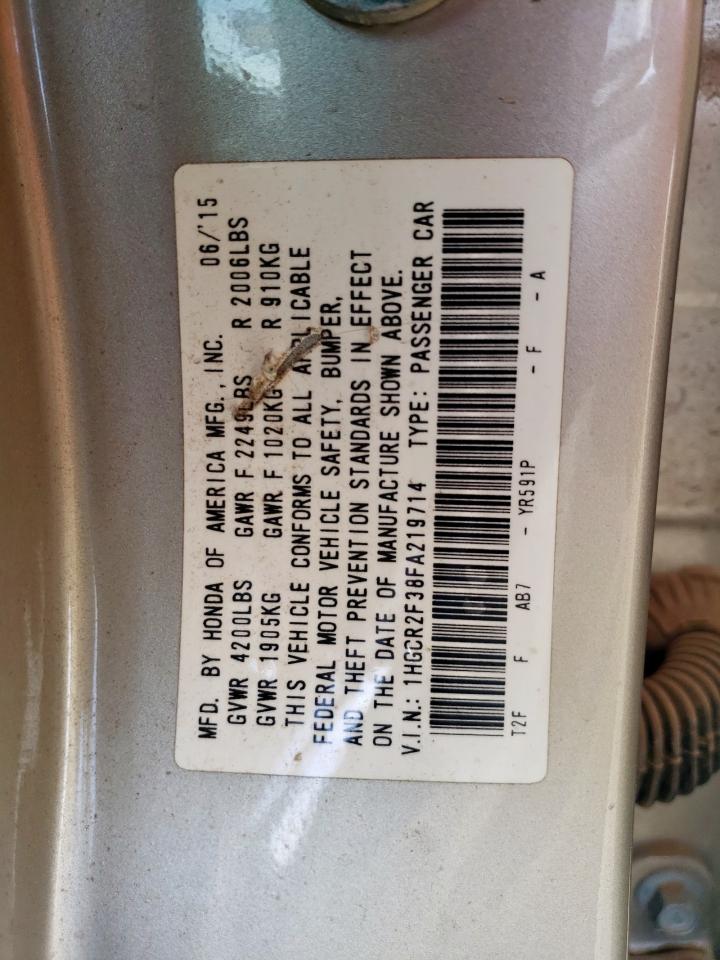 MFD. BY HONDA OF AMERICA MFG., INC. 06/'15
GVWR 4200LBS GAWR F 2249LBS R 2006LBS
GVWR 1905KG GAWR F 1020KG R 910KG
THIS VEHICLE CONFORMS TO ALL APPLICABLE
FEDERAL MOTOR VEHICLE SAFETY, BUMPER,
AND THEFT PREVENTION STANDARDS IN EFFECT
ON THE DATE OF MANUFACTURE SHOWN ABOVE.
V.I.N.: 1HGCR2F38FA219714 TYPE: PASSENGER CAR
T2F F AB7 - YR591P - F - A